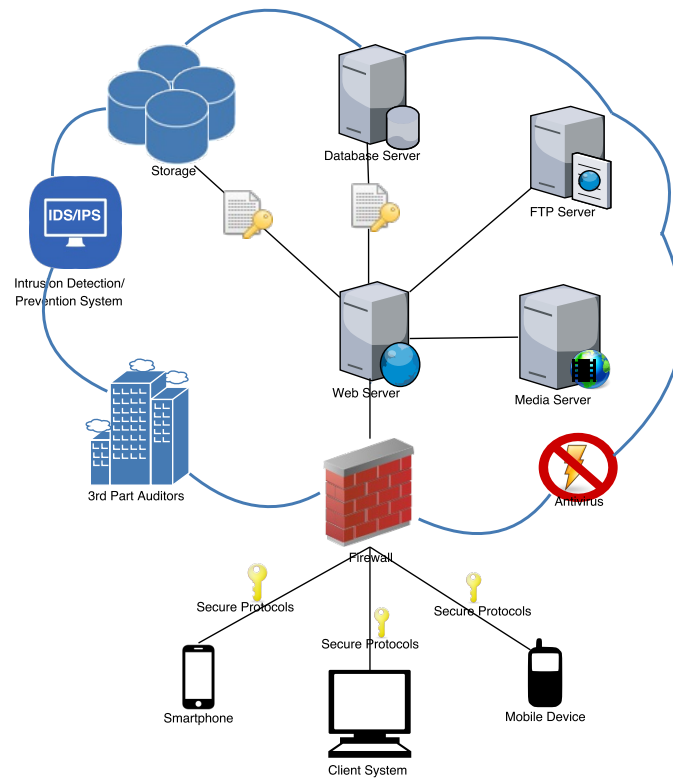 Database Server
Storage
IDS/IPS
FTP Server
Intrusion Detection/
Prevention System
Web Server
Media Server
3rd Part Auditors
Antivirus
Firewall
Secure Protocols
Secure Protocols
Secure Protocols
Smartphone
Mobile Device
Client System